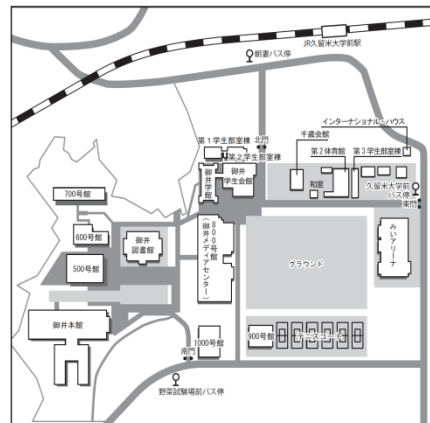 JR久留米大学前駅
朝妻バス停
インターナショナル・ハウス
千歳会館
第1学生部室棟
北門
第2学生部室棟
第2体育館
第3学生部室棟
御井学館
御井学生会館
和室
久留米大学前バス停
東門
700号館
600号館
御井図書館
800号館(御井メディアセンター)
みいアリーナ
500号館
グラウンド
御井本館
1000号館
900号館
テニスコート
南門
野菜試験場前バス停